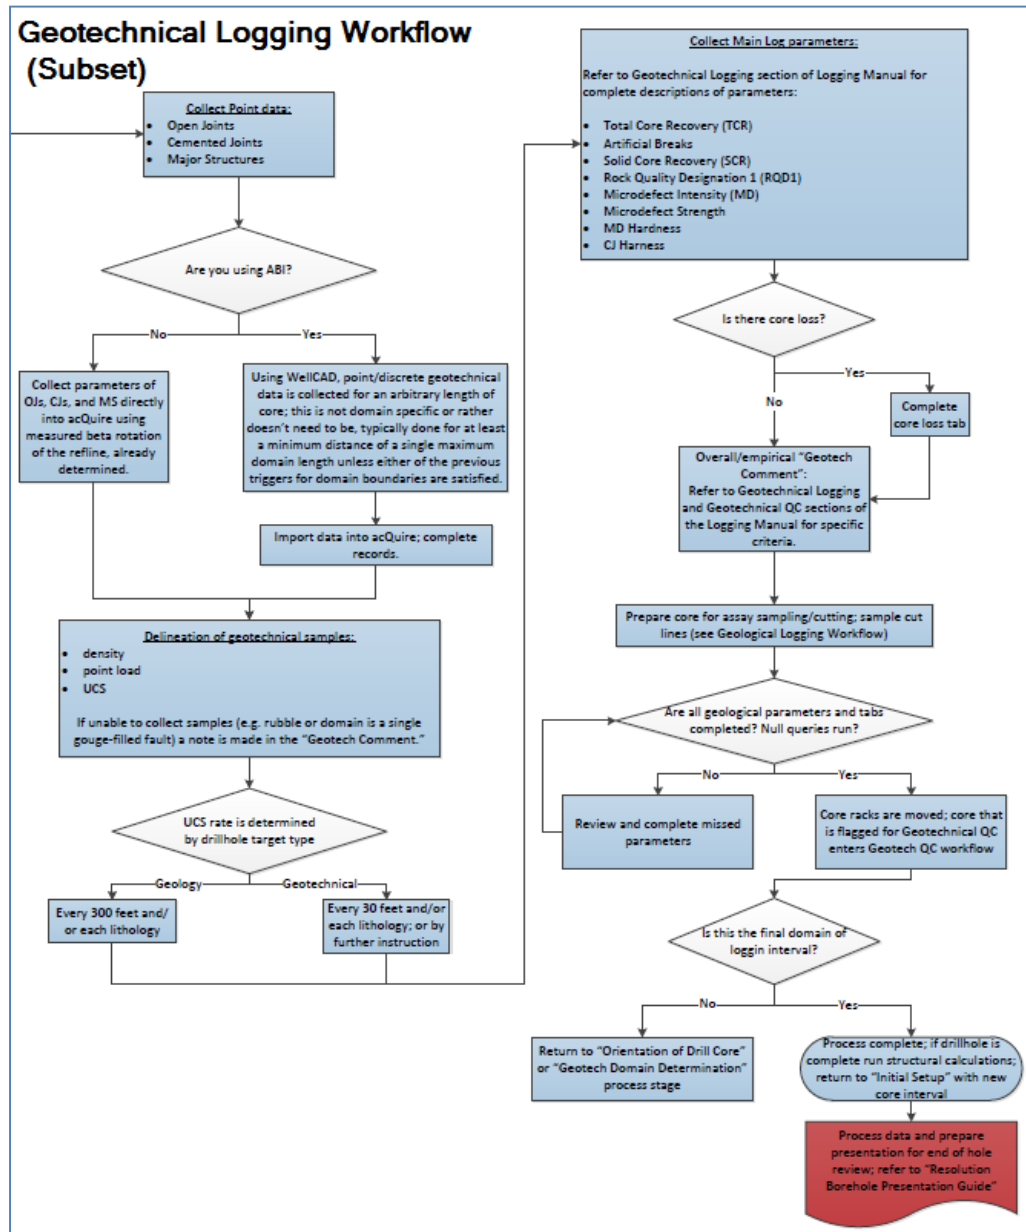 Geotechnical Logging Workflow
(Subset)
Collect Point data:
• Open Joints
• Cemented Joints
• Major Structures
Are you using ABI?
No
Yes
Collect parameters of
OJs, CJs, and MS directly
into acQuire using
measured beta rotation
of the refline, already
determined.
Using WellCAD, point/discrete geotechnical
data is collected for an arbitrary length of
core; this is not domain specific or rather
doesn't need to be, typically done for at least
a minimum distance of a single maximum
domain length unless either of the previous
triggers for domain boundaries are satisfied.
Import data into acQuire; complete
records.
Delineation of geotechnical samples:
• density
• point load
• UCS
If unable to collect samples (e.g. rubble or domain is a single
gouge-filled fault) a note is made in the “Geotech Comment.”
UCS rate is determined
by drillhole target type
Geology
Geotechnical
Every 300 feet and/
or each lithology
Every 30 feet and/or
each lithology; or by
further instruction
Collect Main Log parameters:
Refer to Geotechnical Logging section of Logging Manual for
complete descriptions of parameters:
• Total Core Recovery (TCR)
• Artificial Breaks
• Solid Core Recovery (SCR)
• Rock Quality Designation 1 (RQD1)
• Microdefect Intensity (MD)
• Microdefect Strength
• MD Hardness
• CJ Harness
Is there core loss?
Yes
No
Complete
core loss tab
Overall/empirical “Geotech
Comment”:
Refer to Geotechnical Logging
and Geotechnical QC sections of
the Logging Manual for specific
criteria.
Prepare core for assay sampling/cutting; sample cut
lines (see Geological Logging Workflow)
Are all geological parameters and tabs
completed? Null queries run?
No
Yes
Review and complete missed
parameters
Core racks are moved; core that
is flagged for Geotechnical QC
enters Geotech QC workflow
Is this the final domain of
loggin interval?
No
Yes
Return to “Orientation of Drill Core”
or “Geotech Domain Determination”
process stage
Process complete; if drillhole is
complete run structural calculations;
return to “Initial Setup” with new
core interval
Process data and prepare
presentation for end of hole
review; refer to “Resolution
Borehole Presentation Guide”